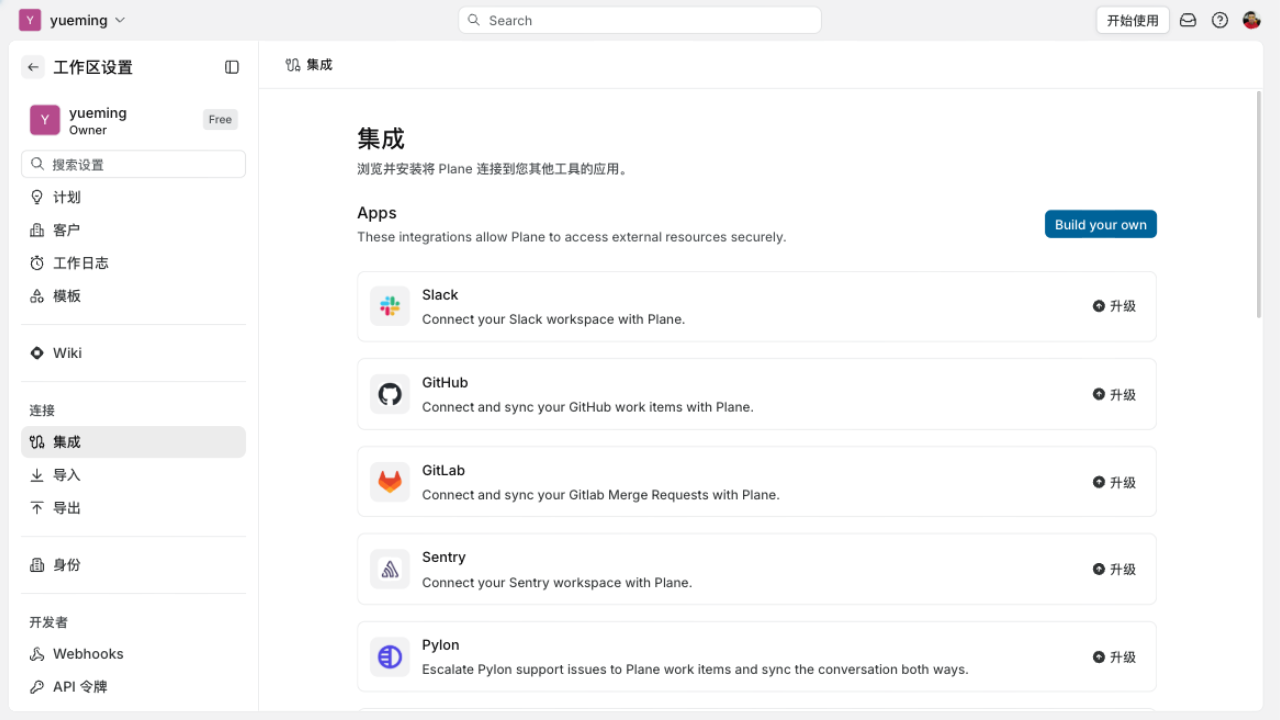 Y yueming
Search
开始使用
工作区设置
Y
yueming
Owner
Free
搜索设置
计划
客户
工作日志
模板
Wiki
连接
集成
导入
导出
身份
开发者
Webhooks
API 令牌
集成
集成
浏览并安装将 Plane 连接到您其他工具的应用。
Apps
These integrations allow Plane to access external resources securely.
Build your own
Slack
Connect your Slack workspace with Plane.
升级
GitHub
Connect and sync your GitHub work items with Plane.
升级
GitLab
Connect and sync your Gitlab Merge Requests with Plane.
升级
Sentry
Connect your Sentry workspace with Plane.
升级
Pylon
Escalate Pylon support issues to Plane work items and sync the conversation both ways.
升级